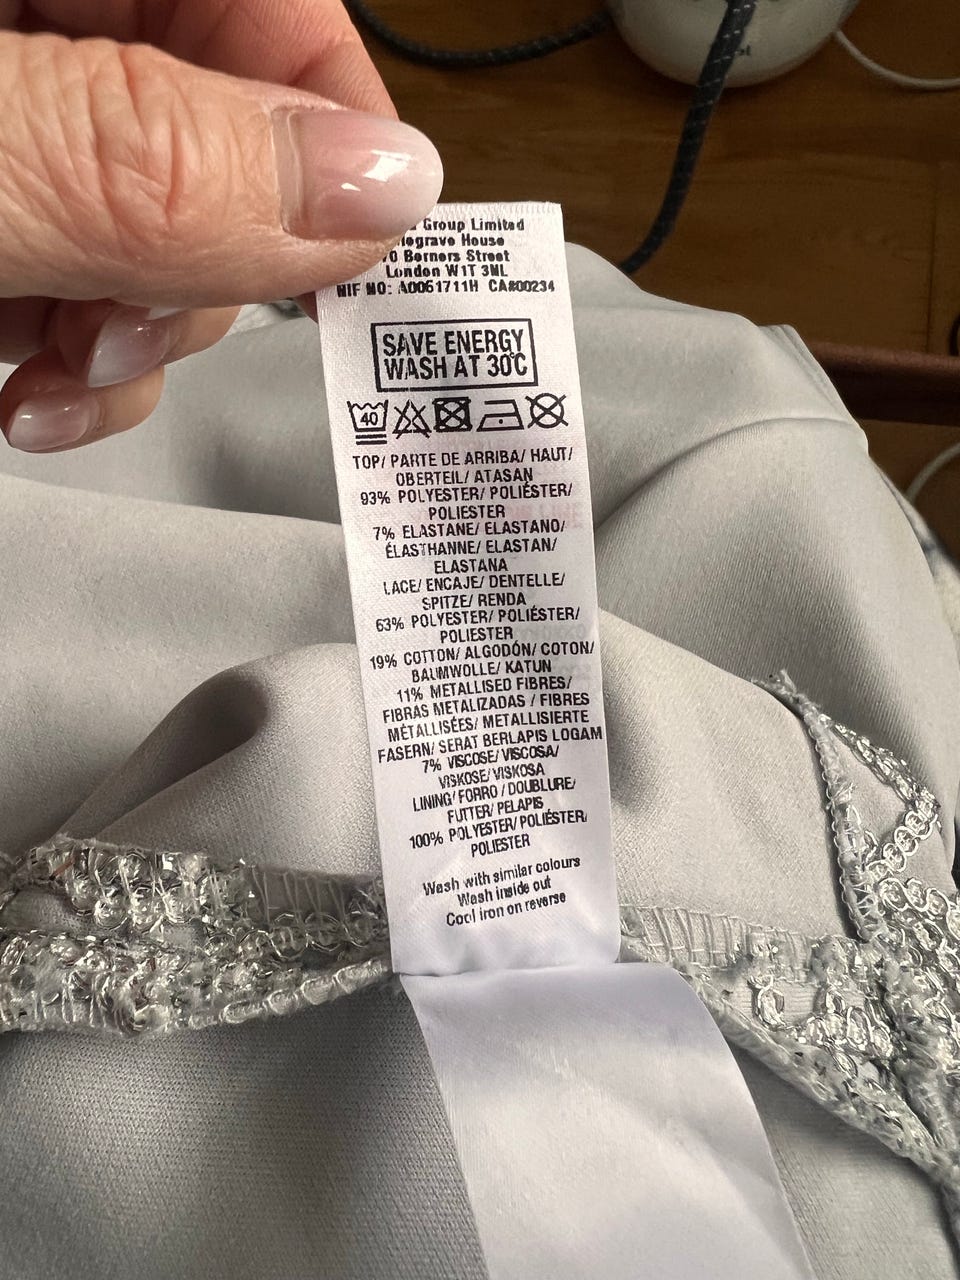 Group Limited
House
Berners Street
London W1T 3NL
NIF NO: A0061711H CA#00234
SAVE ENERGY
WASH AT 30°C
40
TOP/ PARTE DE ARRIBA/ HAUT/
OBERTEIL/ ATASAN
93% POLYESTER/ POLIÉSTER/
POLIESTER
7% ELASTANE/ ELASTANO/
ÉLASTHANNE/ ELASTAN/
ELASTANA
LACE/ ENCAJE/ DENTELLE/
SPITZE/ RENDA
63% POLYESTER/ POLIÉSTER/
POLIESTER
19% COTTON/ ALGODÓN/ COTON/
BAUMWOLLE/ KATUN
11% METALLISED FIBRES/
FIBRAS METALIZADAS / FIBRES
MÉTALLISÉES/ METALLISIERTE
FASERN/ SERAT BERLAPIS LOGAM
7% VISCOSE/ VISCOSA/
VISKOSE/ VISKOSA
LINING/ FORRO / DOUBLURE/
FUTTER/ PELAPIS
100% POLYESTER/ POLIÉSTER/
POLIESTER
Wash with similar colours
Wash inside out
Cool iron on reverse